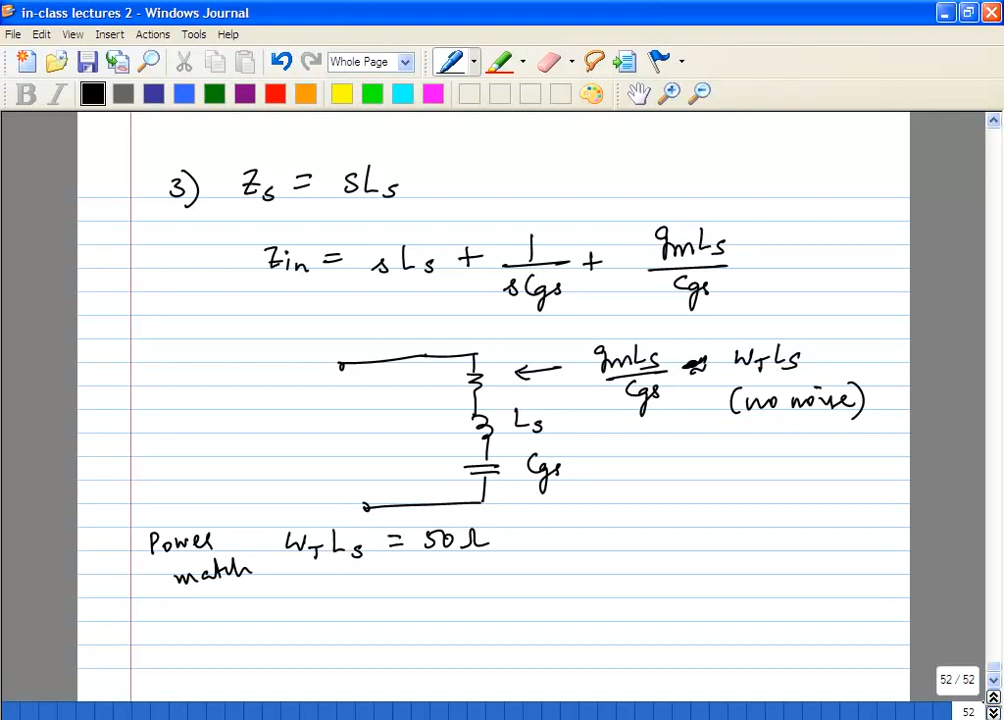 in-class lectures 2 - Windows Journal
File Edit View Insert Actions Tools Help
Whole Page
B I
3) Zs = sLs
Zin = sLs + 1/sCgs + gmLs/Cgs
gmLs/Cgs ≈ ωTLs
(no noise)
Ls
Cgs
Power match ωTLs = 50Ω
52 / 52
52